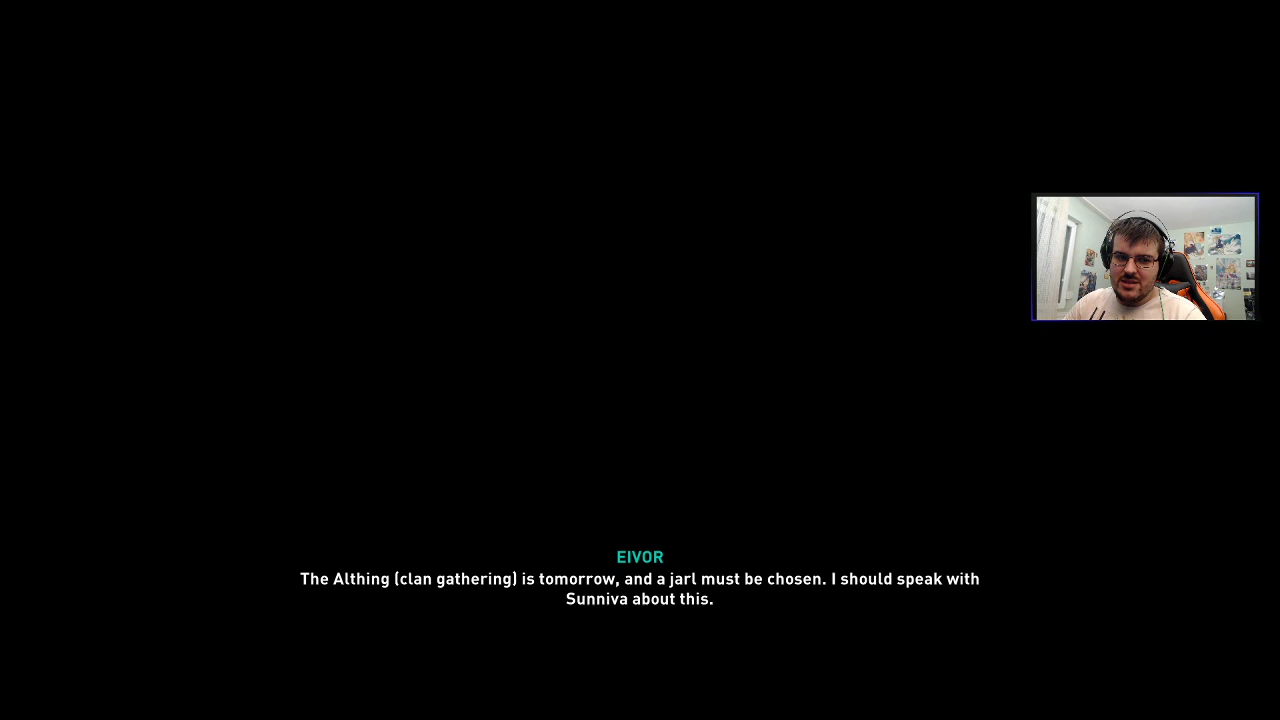 EIVOR
The Althing (clan gathering) is tomorrow, and a jarl must be chosen. I should speak with
Sunniva about this.